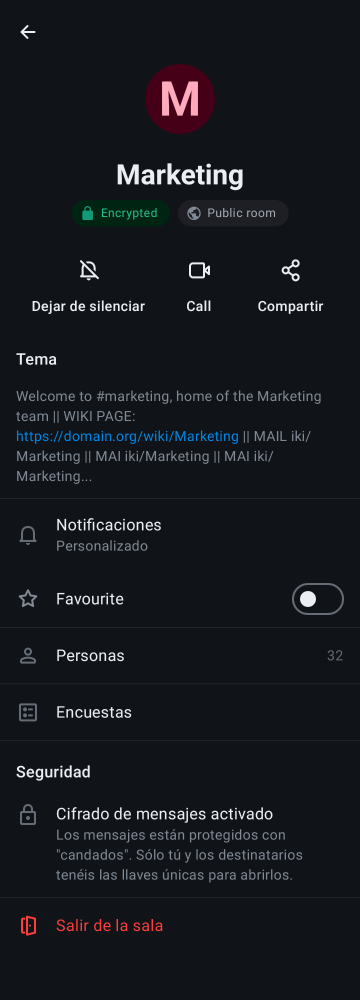 M
Marketing
Encrypted
Public room
Dejar de silenciar
Call
Compartir
Tema
Welcome to #marketing, home of the Marketing
team || WIKI PAGE:
https://domain.org/wiki/Marketing || MAIL iki/
Marketing || MAI iki/Marketing || MAI iki/
Marketing...
Notificaciones
Personalizado
Favourite
Personas
32
Encuestas
Seguridad
Cifrado de mensajes activado
Los mensajes están protegidos con
"candados". Sólo tú y los destinatarios
tenéis las llaves únicas para abrirlos.
Salir de la sala